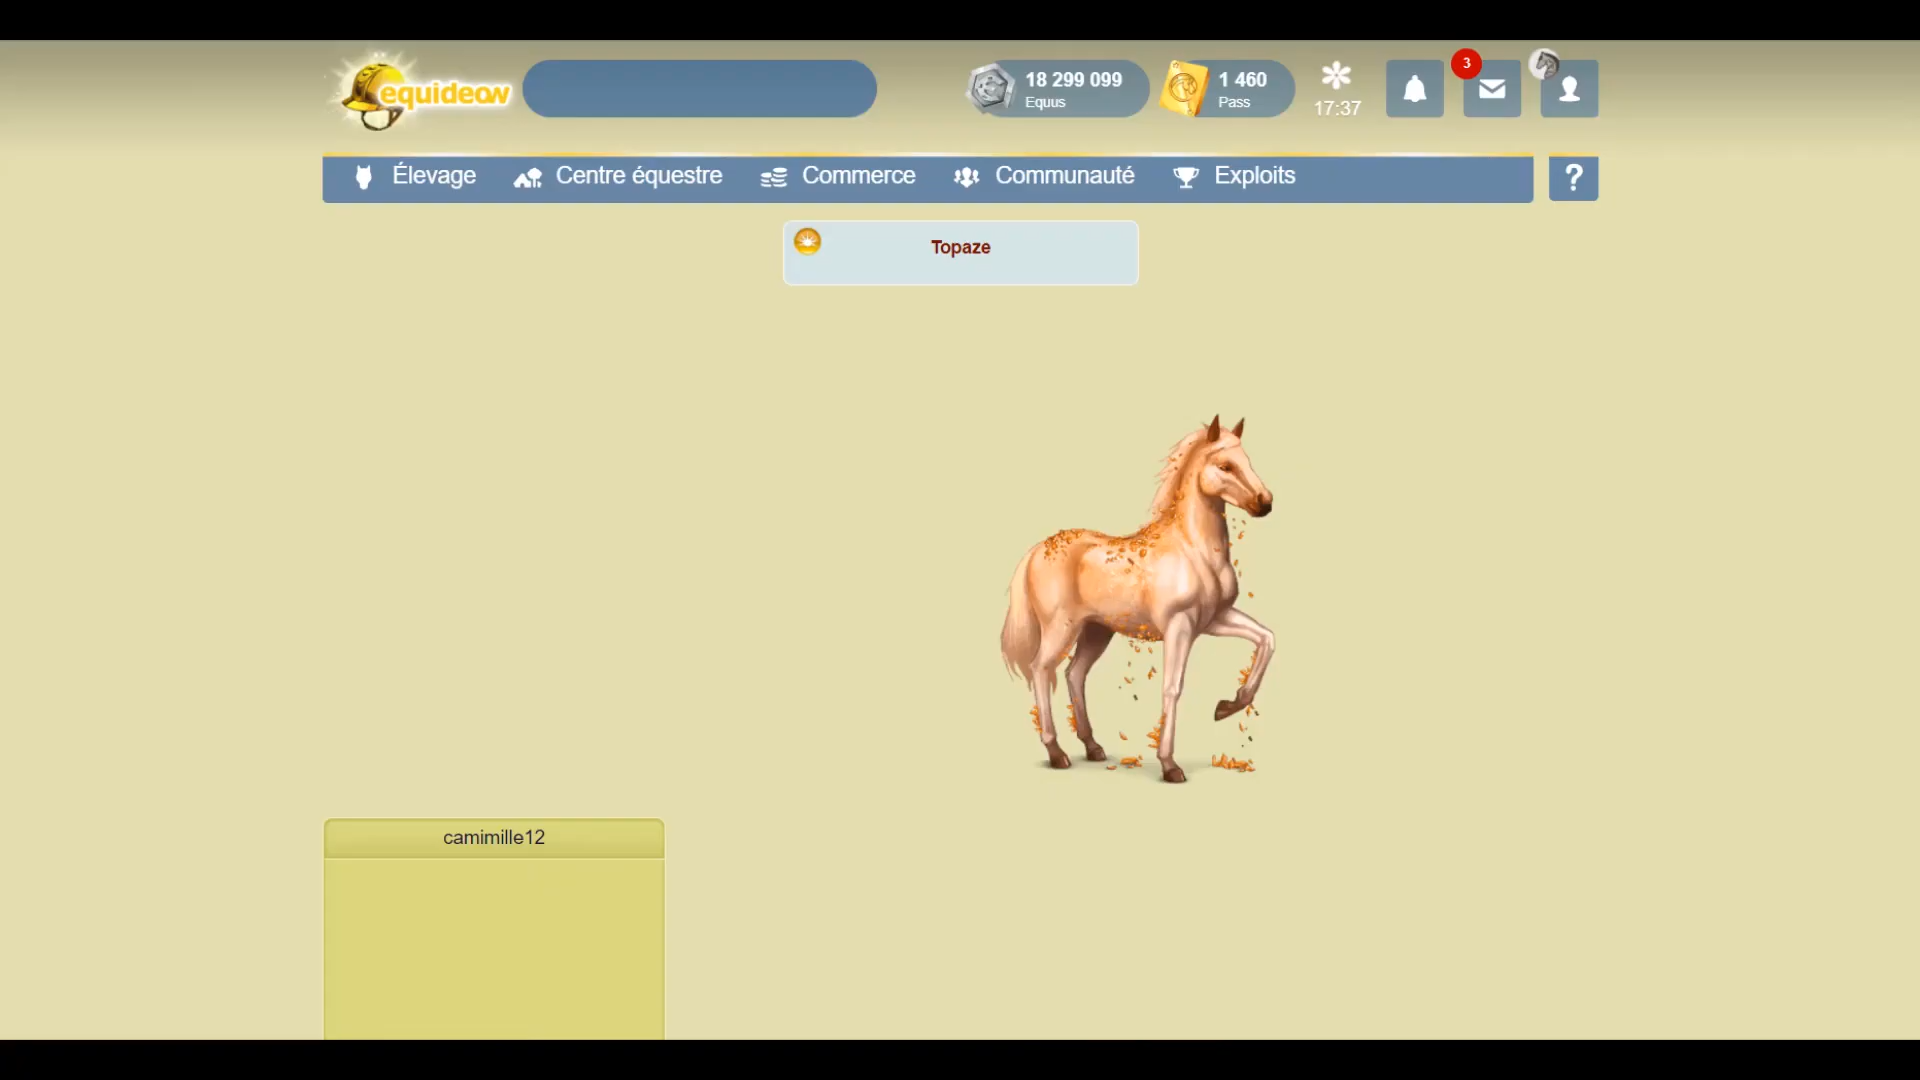 equideow
18 299 099
Equus
1 460
Pass
17:37
3
Élevage
Centre équestre
Commerce
Communauté
Exploits
?
Topaze
camimille12